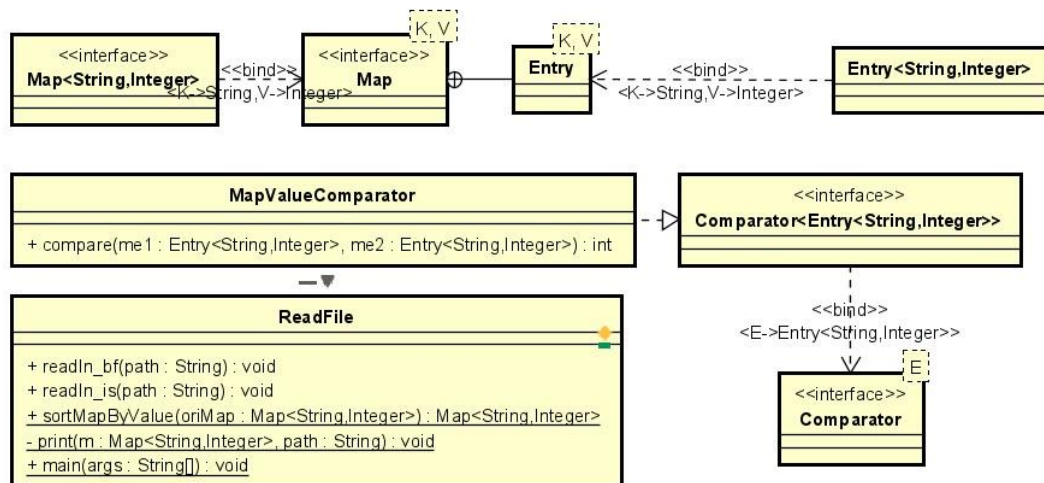 K, V
K, V
<<interface>>
Map<String,Integer>
<<bind>>
<K->String,V->Integer>
<<interface>>
Map
Entry
<<bind>>
<K->String,V->Integer>
Entry<String,Integer>
MapValueComparator
+ compare(me1 : Entry<String,Integer>, me2 : Entry<String,Integer>) : int
<<interface>>
Comparator<Entry<String,Integer>>
<<bind>>
<E->Entry<String,Integer>>
E
<<interface>>
Comparator
ReadFile
+ readIn_bf(path : String) : void
+ readIn_is(path : String) : void
+ sortMapByValue(oriMap : Map<String,Integer>) : Map<String,Integer>
- print(m : Map<String,Integer>, path : String) : void
+ main(args : String[]) : void